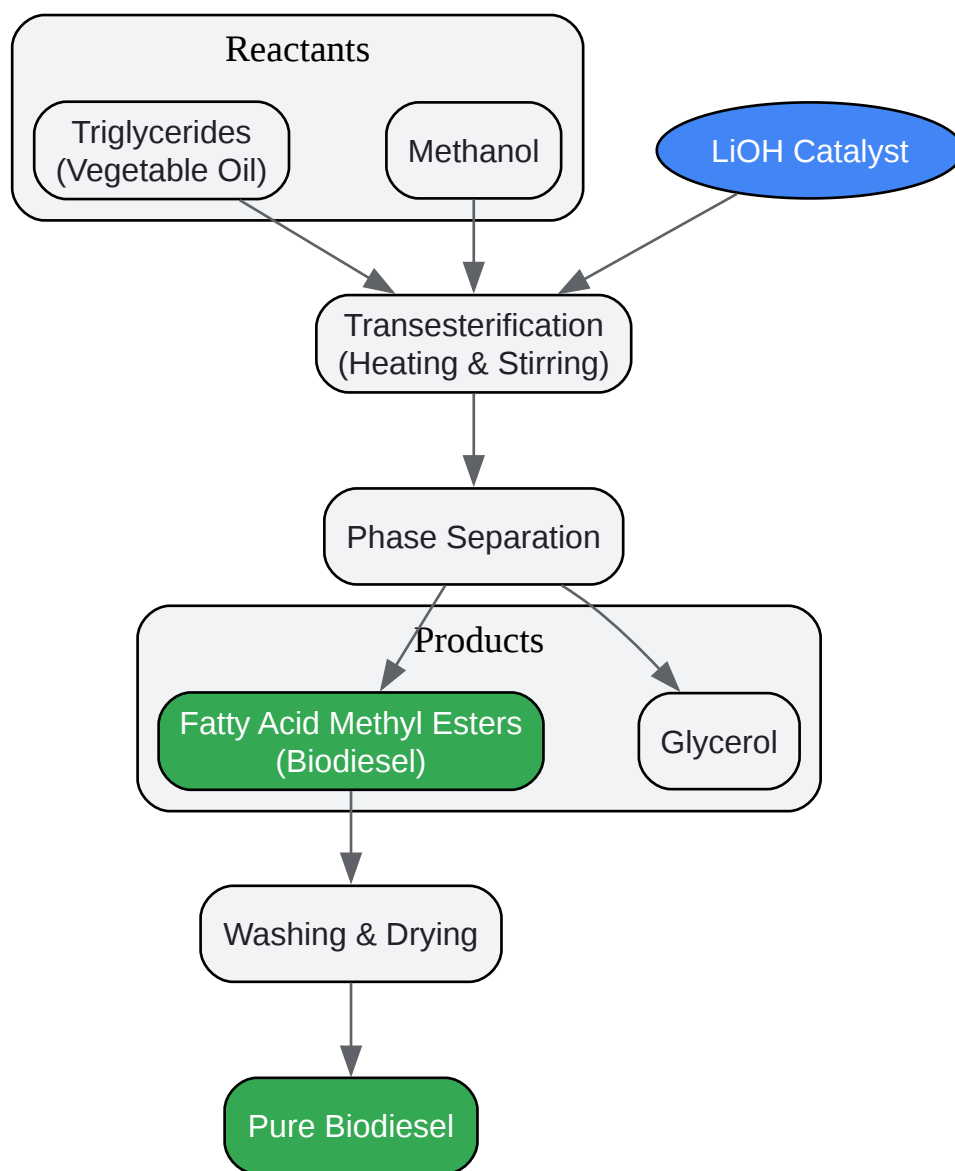 Reactants
Triglycerides
(Vegetable Oil)
Methanol
LiOH Catalyst
Transesterification
(Heating & Stirring)
Phase Separation
Products
Fatty Acid Methyl Esters
(Biodiesel)
Glycerol
Washing & Drying
Pure Biodiesel